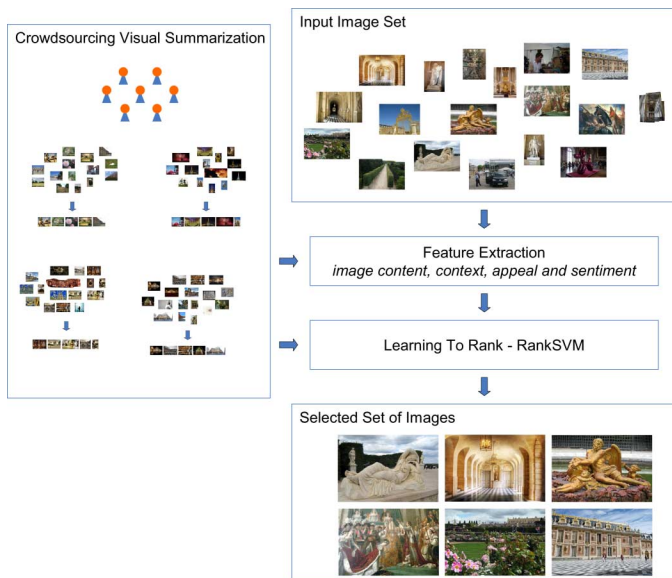 Crowdsourcing Visual Summarization
Input Image Set
Feature Extraction
image content, context, appeal and sentiment
Learning To Rank - RankSVM
Selected Set of Images